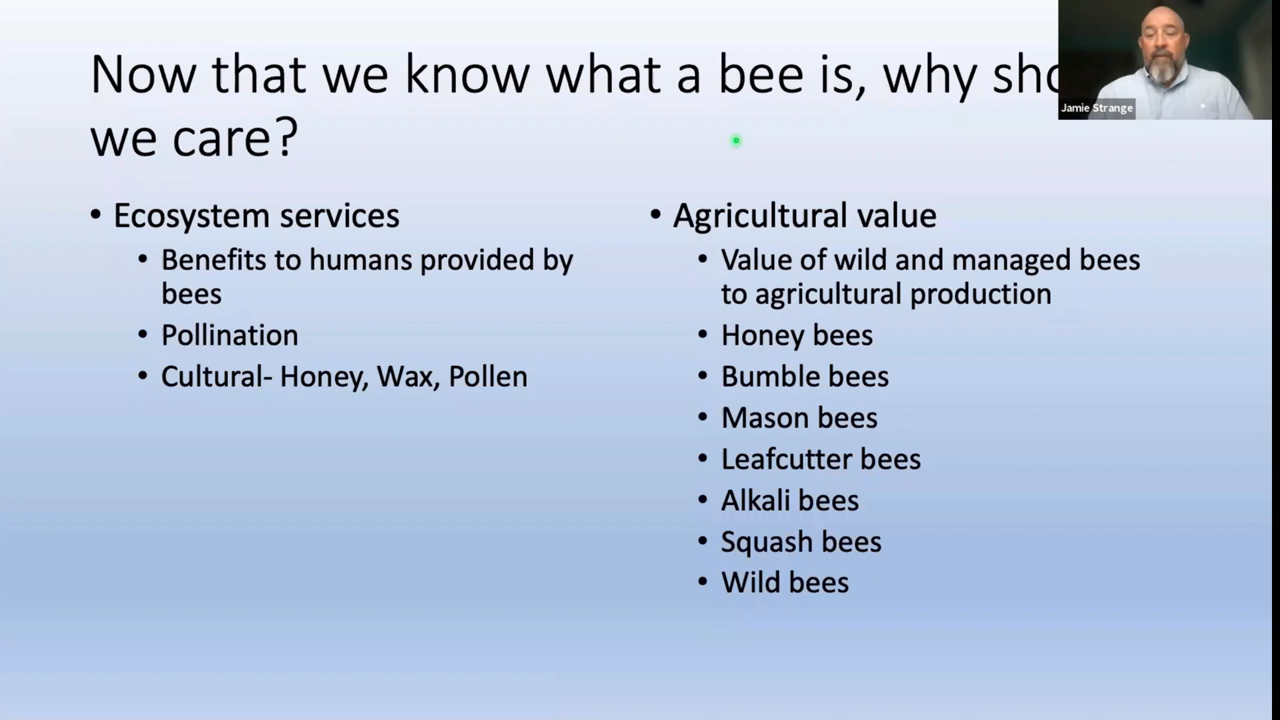 Now that we know what a bee is, why sho
we care?
Jamie Strange
• Ecosystem services
• Benefits to humans provided by
bees
• Pollination
• Cultural- Honey, Wax, Pollen
• Agricultural value
• Value of wild and managed bees
to agricultural production
• Honey bees
• Bumble bees
• Mason bees
• Leafcutter bees
• Alkali bees
• Squash bees
• Wild bees